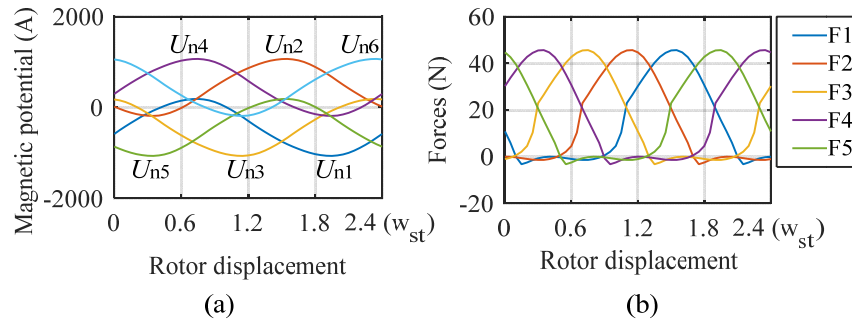 2000
0
-2000
Magnetic potential (A)
Un4
Un2
Un6
Un5
Un3
Un1
0 0.6 1.2 1.8 2.4 (wst)
Rotor displacement
(a)
60
40
20
0
-20
Forces (N)
F1
F2
F3
F4
F5
0 0.6 1.2 1.8 2.4 (wst)
Rotor displacement
(b)